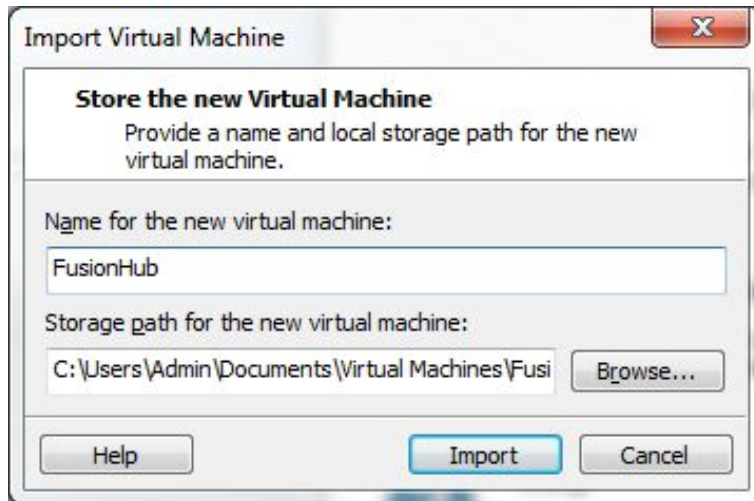 Import Virtual Machine
Store the new Virtual Machine
Provide a name and local storage path for the new
virtual machine.
Name for the new virtual machine:
FusionHub
Storage path for the new virtual machine:
C:\Users\Admin\Documents\Virtual Machines\Fusi
Browse...
Help
Import
Cancel